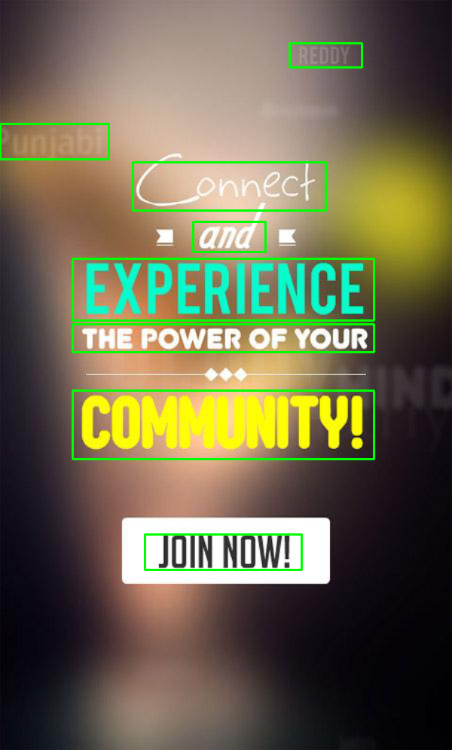 REDDY
Punjabi
Connect
and
EXPERIENCE
THE POWER OF YOUR
COMMUNITY!
JOIN NOW!